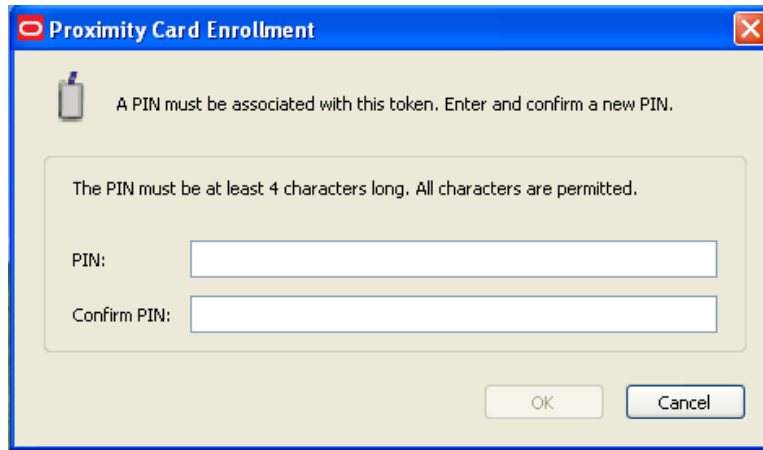 Proximity Card Enrollment
A PIN must be associated with this token. Enter and confirm a new PIN.
The PIN must be at least 4 characters long. All characters are permitted.
PIN:
Confirm PIN:
OK
Cancel